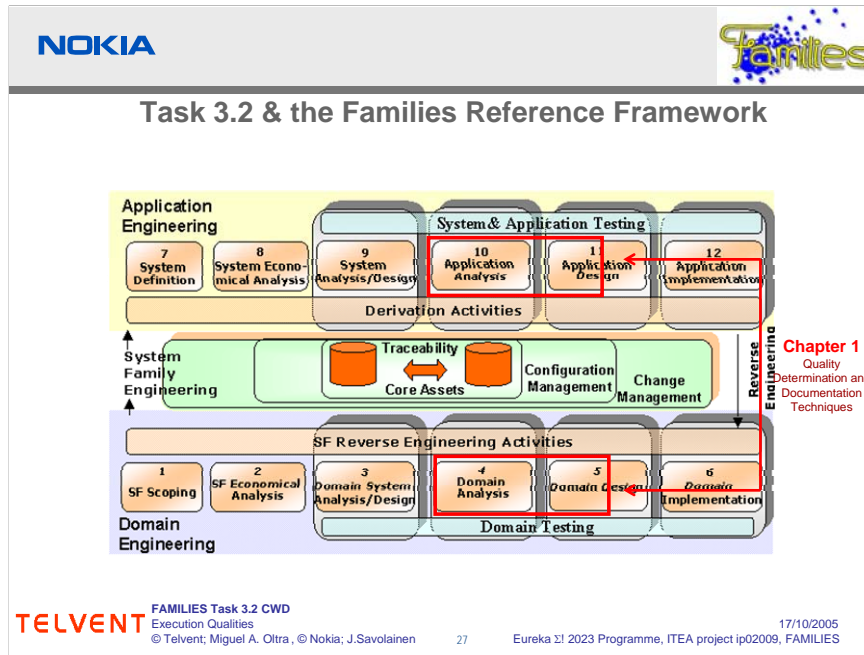 NOKIA
Families
Task 3.2 & the Families Reference Framework
Application
Engineering
System& Application Testing
7
System
Definition
8
System Econo-
mical Analysis
9
System
Analysis/Design
10
Application
Analysis
11
Application
Design
12
Application
Implementation
Derivation Activities
System
Family
Engineering
Traceability
Core Assets
Configuration
Management
Change
Management
Reverse
Engineering
Chapter 1
Quality
Determination an
Documentation
Techniques
SF Reverse Engineering Activities
1
SF Scoping
2
SF Economical
Analysis
3
Domain System
Analysis/Design
4
Domain
Analysis
5
Domain Design
6
Domain
Implementation
Domain
Engineering
Domain Testing
TELVENT
FAMILIES Task 3.2 CWD
Execution Qualities
© Telvent; Miguel A. Oltra , © Nokia; J.Savolainen
27
17/10/2005
Eureka Σ! 2023 Programme, ITEA project ip02009, FAMILIES